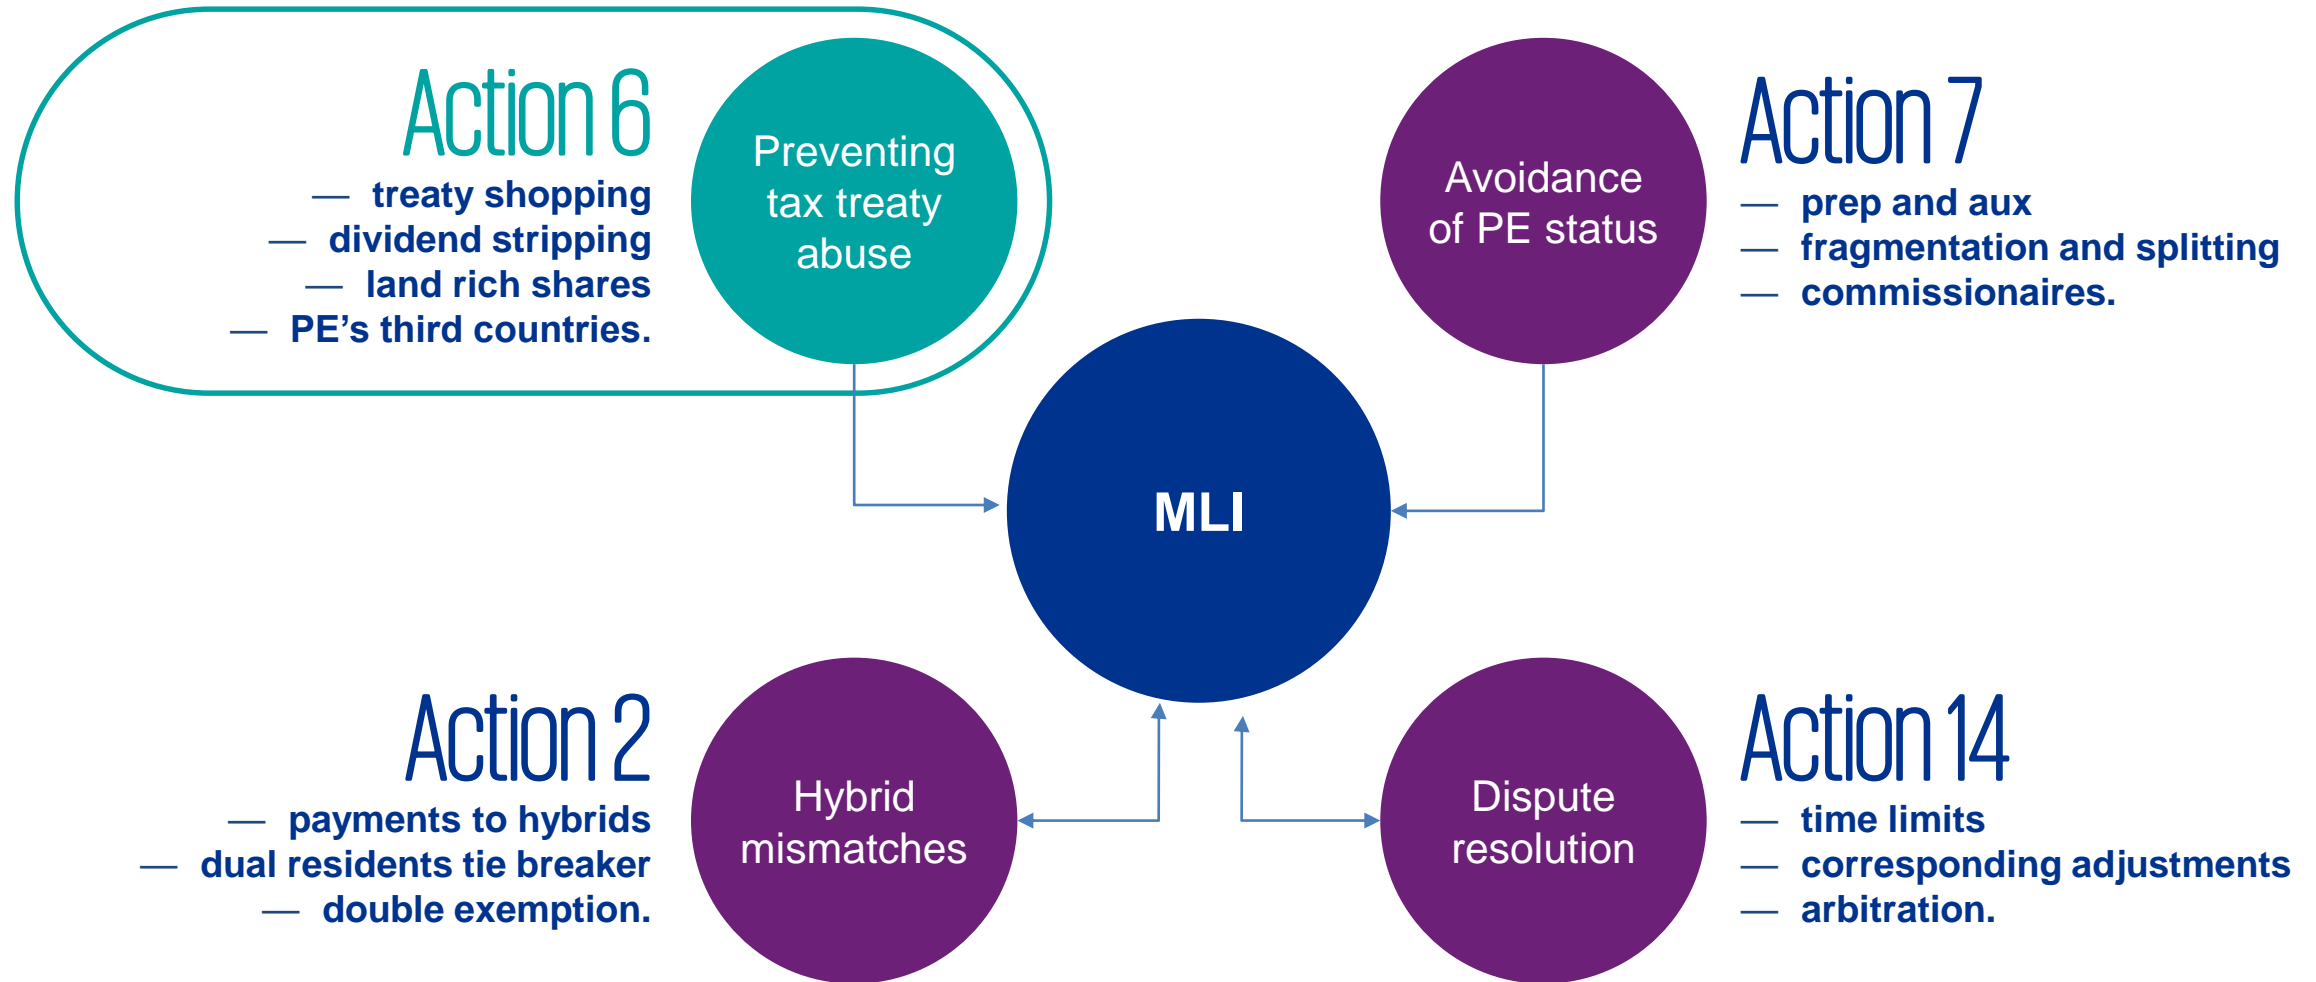 Action 6
— treaty shopping
— dividend stripping
— land rich shares
— PE’s third countries.
Preventing
tax treaty
abuse
Avoidance
of PE status
Action 7
— prep and aux
— fragmentation and splitting
— commissionaires.
MLI
Action 2
— payments to hybrids
— dual residents tie breaker
— double exemption.
Hybrid
mismatches
Dispute
resolution
Action 14
— time limits
— corresponding adjustments
— arbitration.